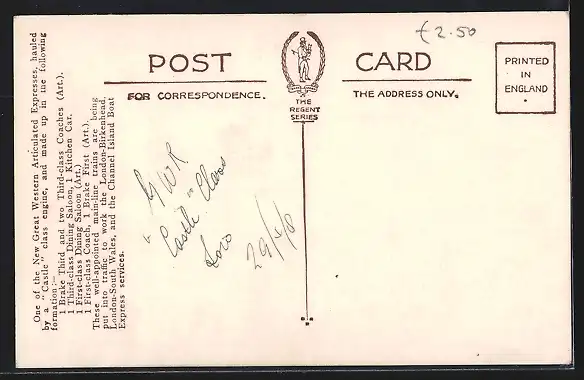 One of the New Great Western Articulated Expresses, hauled
by a "Castle" class engine, and made up in the following
formation:—
1 Brake Third and two Third-class Coaches (Art.).
1 Third-class Dining Saloon, 1 Kitchen Car.
1 First-class Dining Saloon (Art.)
1 First-class Coach, 1 Brake First (Art.).
These well-appointed main-line trains are being
put into traffic to work the London-Birkenhead,
London-South Wales, and the Channel Island Boat
Express services.
POST CARD
FOR CORRESPONDENCE.
THE ADDRESS ONLY.
THE
REGENT
SERIES
PRINTED
IN
ENGLAND
£2.50
GWR
"Castle" Class
Loco
29/5/8